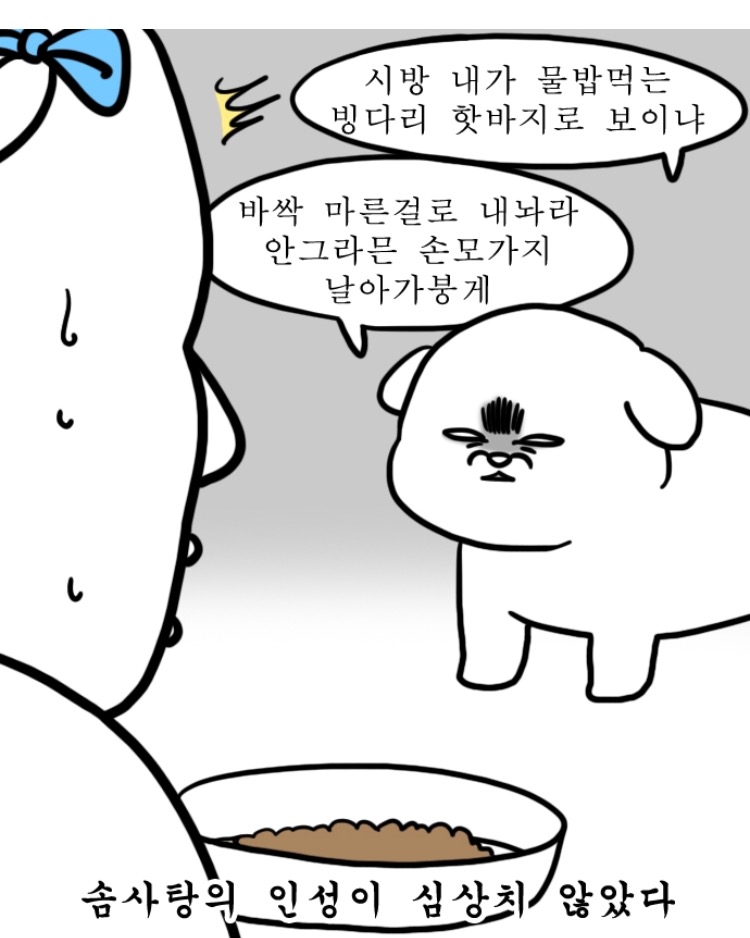 시방 내가 물밥먹는
빙다리 핫바지로 보이냐
바싹 마른걸로 내놔라
안그라믄 손모가지
날아가붕게
솜사탕의 인성이 심상치 않았다